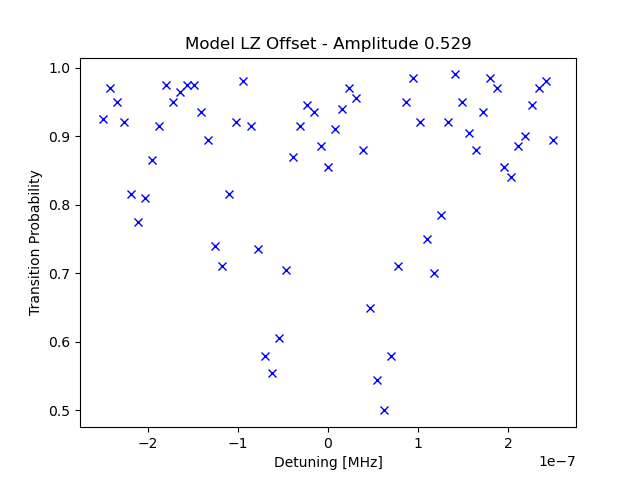 Model LZ Offset - Amplitude 0.529
1.0
0.9
0.8
0.7
0.6
0.5
Transition Probability
−2
−1
0
1
2
1e−7
Detuning [MHz]